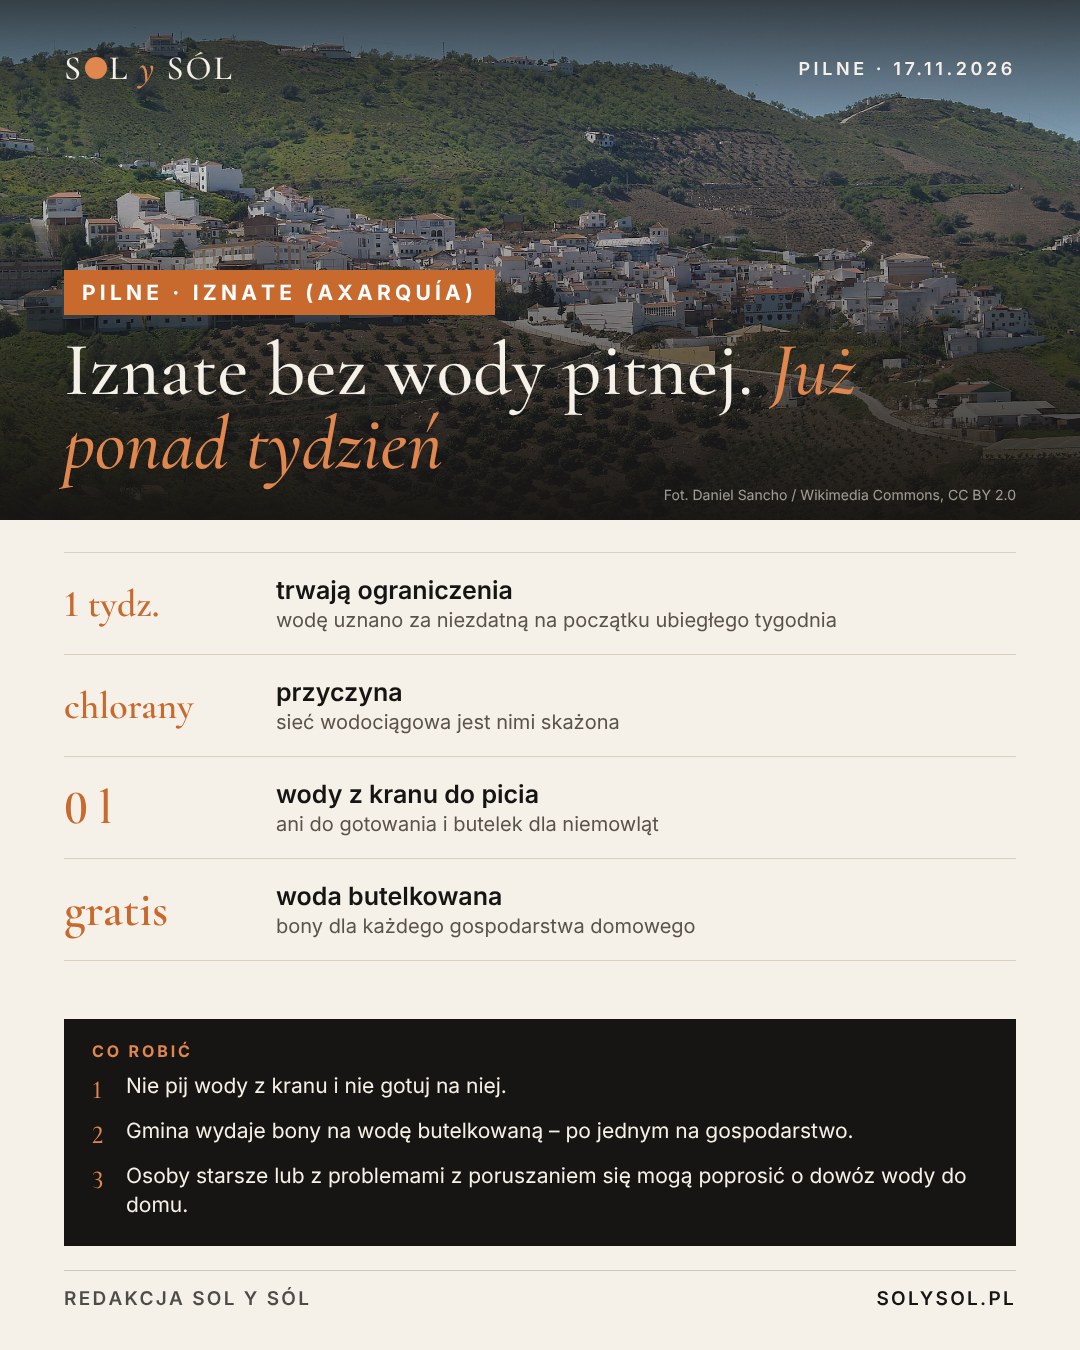 SOL y SÓL
PILNE · 17.11.2026
PILNE · IZNATE (AXARQUÍA)
Iznate bez wody pitnej. Już
ponad tydzień
Fot. Daniel Sancho / Wikimedia Commons, CC BY 2.0
1 tydz.
trwają ograniczenia
wodę uznano za niezdatną na początku ubiegłego tygodnia
chlorany
przyczyna
sieć wodociągowa jest nimi skażona
0 l
wody z kranu do picia
ani do gotowania i butelek dla niemowląt
gratis
woda butelkowana
bony dla każdego gospodarstwa domowego
CO ROBIĆ
1 Nie pij wody z kranu i nie gotuj na niej.
2 Gmina wydaje bony na wodę butelkowaną – po jednym na gospodarstwo.
3 Osoby starsze lub z problemami z poruszaniem się mogą poprosić o dowóz wody do
domu.
REDAKCJA SOL Y SÓL
SOLYSOL.PL